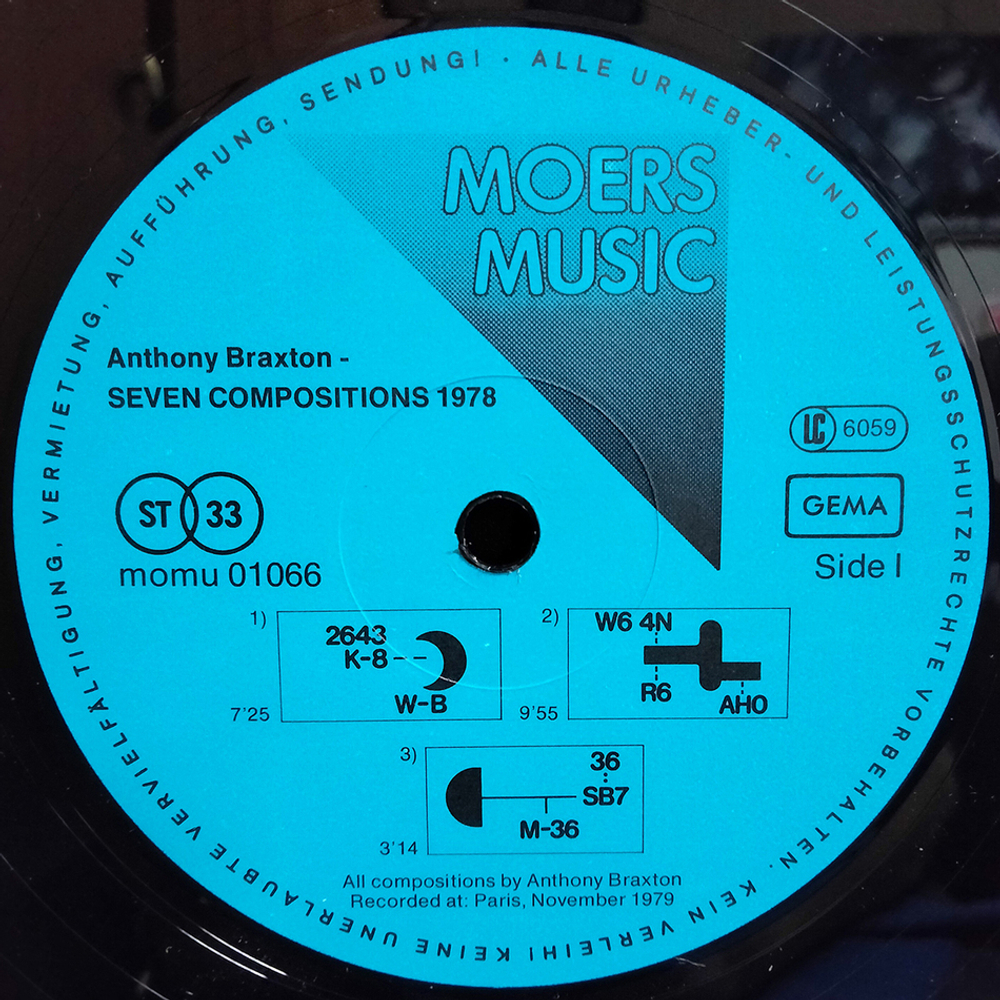 ALLE URHEBER- UND LEISTUNGSSCHUTZRECHTE VORBEHALTEN. KEIN VERLEIH! KEINE UNERLAUBTE VERVIELFÄLTIGUNG, VERMIETUNG, AUFFÜHRUNG, SENDUNG! ·
MOERS
MUSIC
Anthony Braxton -
SEVEN COMPOSITIONS 1978
LC 6059
ST 33
GEMA
momu 01066
Side I
1)
2643
K-8
W-B
7'25
2)
W6 4N
R6
AHO
9'55
3)
36
SB7
M-36
3'14
All compositions by Anthony Braxton
Recorded at: Paris, November 1979